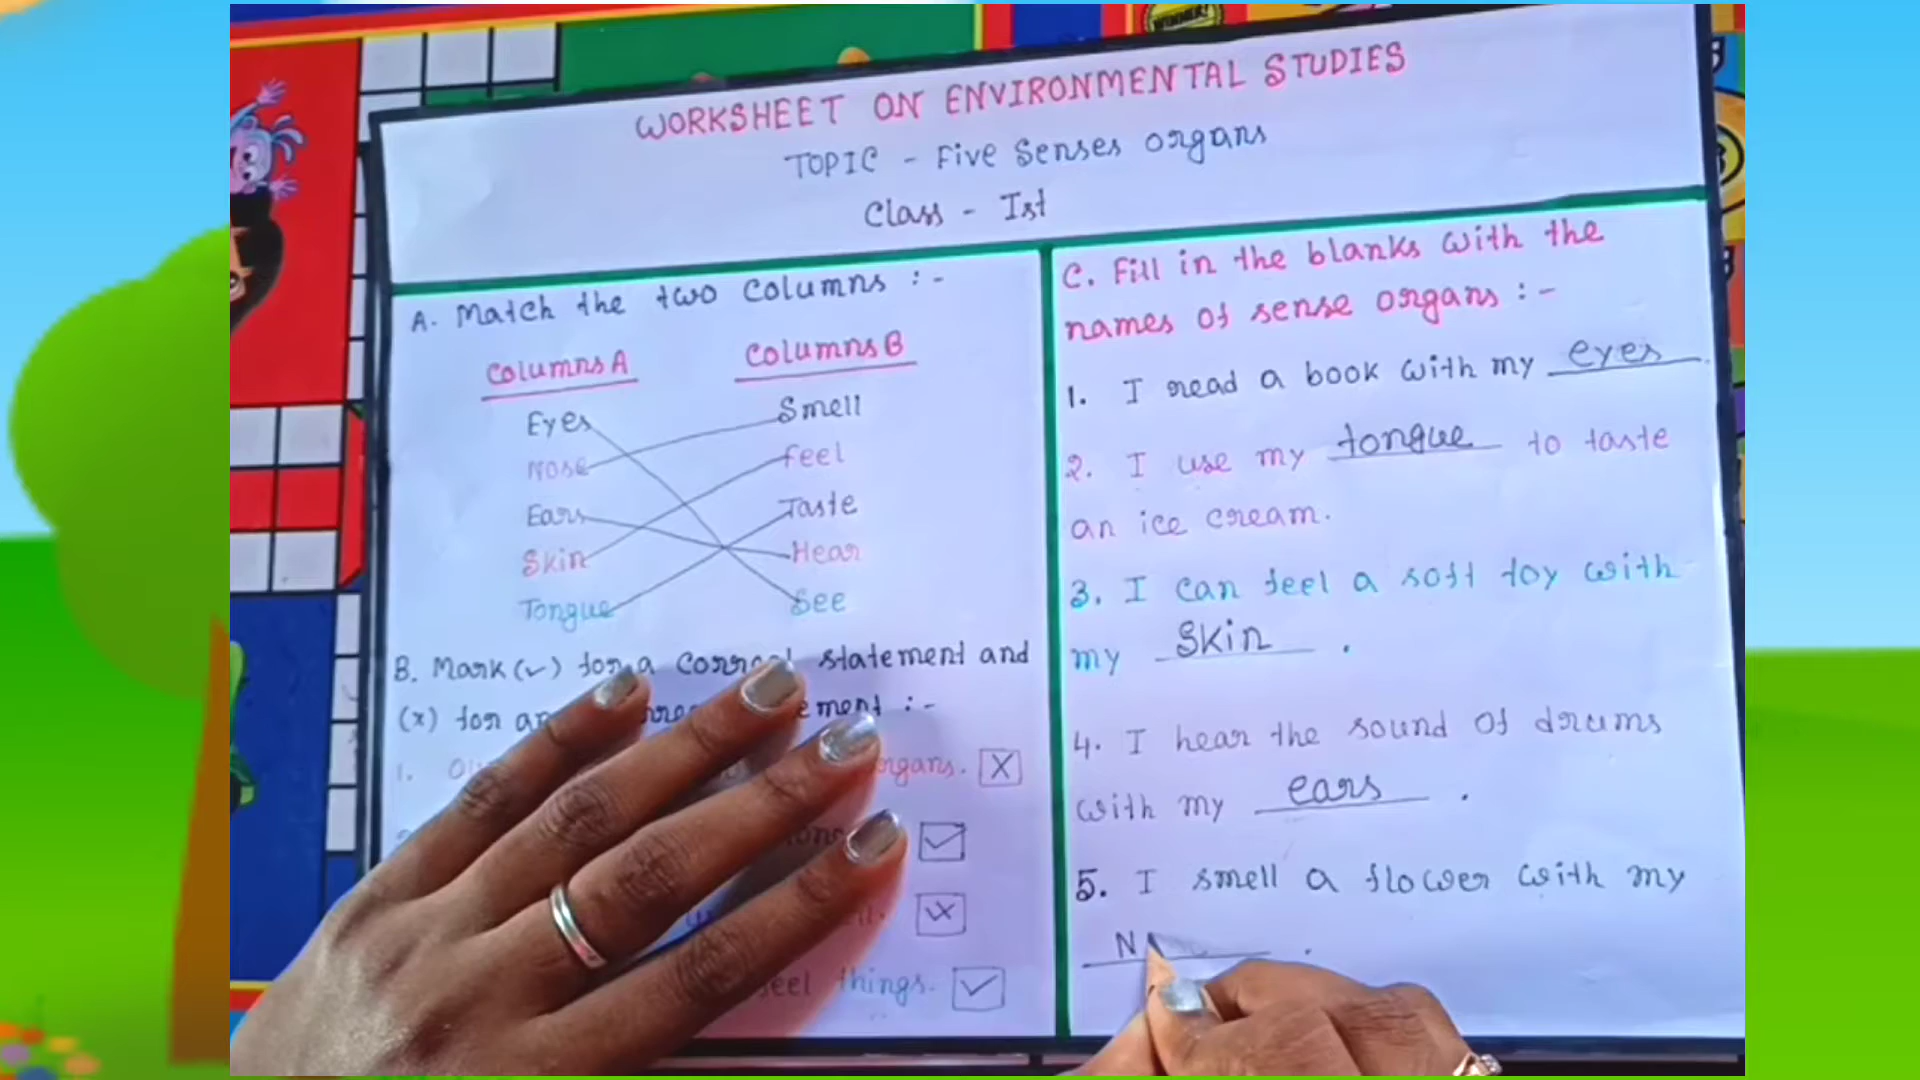 WINNER!
WORKSHEET ON ENVIRONMENTAL STUDIES
TOPIC - Five Senses organs
Class - Ist
A. Match the two columns :-
Columns A
Columns B
Eyes
Smell
Nose
feel
Ears
Taste
Skin
Hear
Tongue
See
B. Mark (✓) for a correct statement and
(x) for
:-
1.
organs. X
✓
x
feel things. ✓
C. Fill in the blanks with the
names of sense organs :-
1. I read a book with my eyes.
2. I use my tongue to taste
an ice cream.
3. I can feel a soft toy with
my Skin .
4. I hear the sound of drums
with my ears .
5. I smell a flower with my
N .